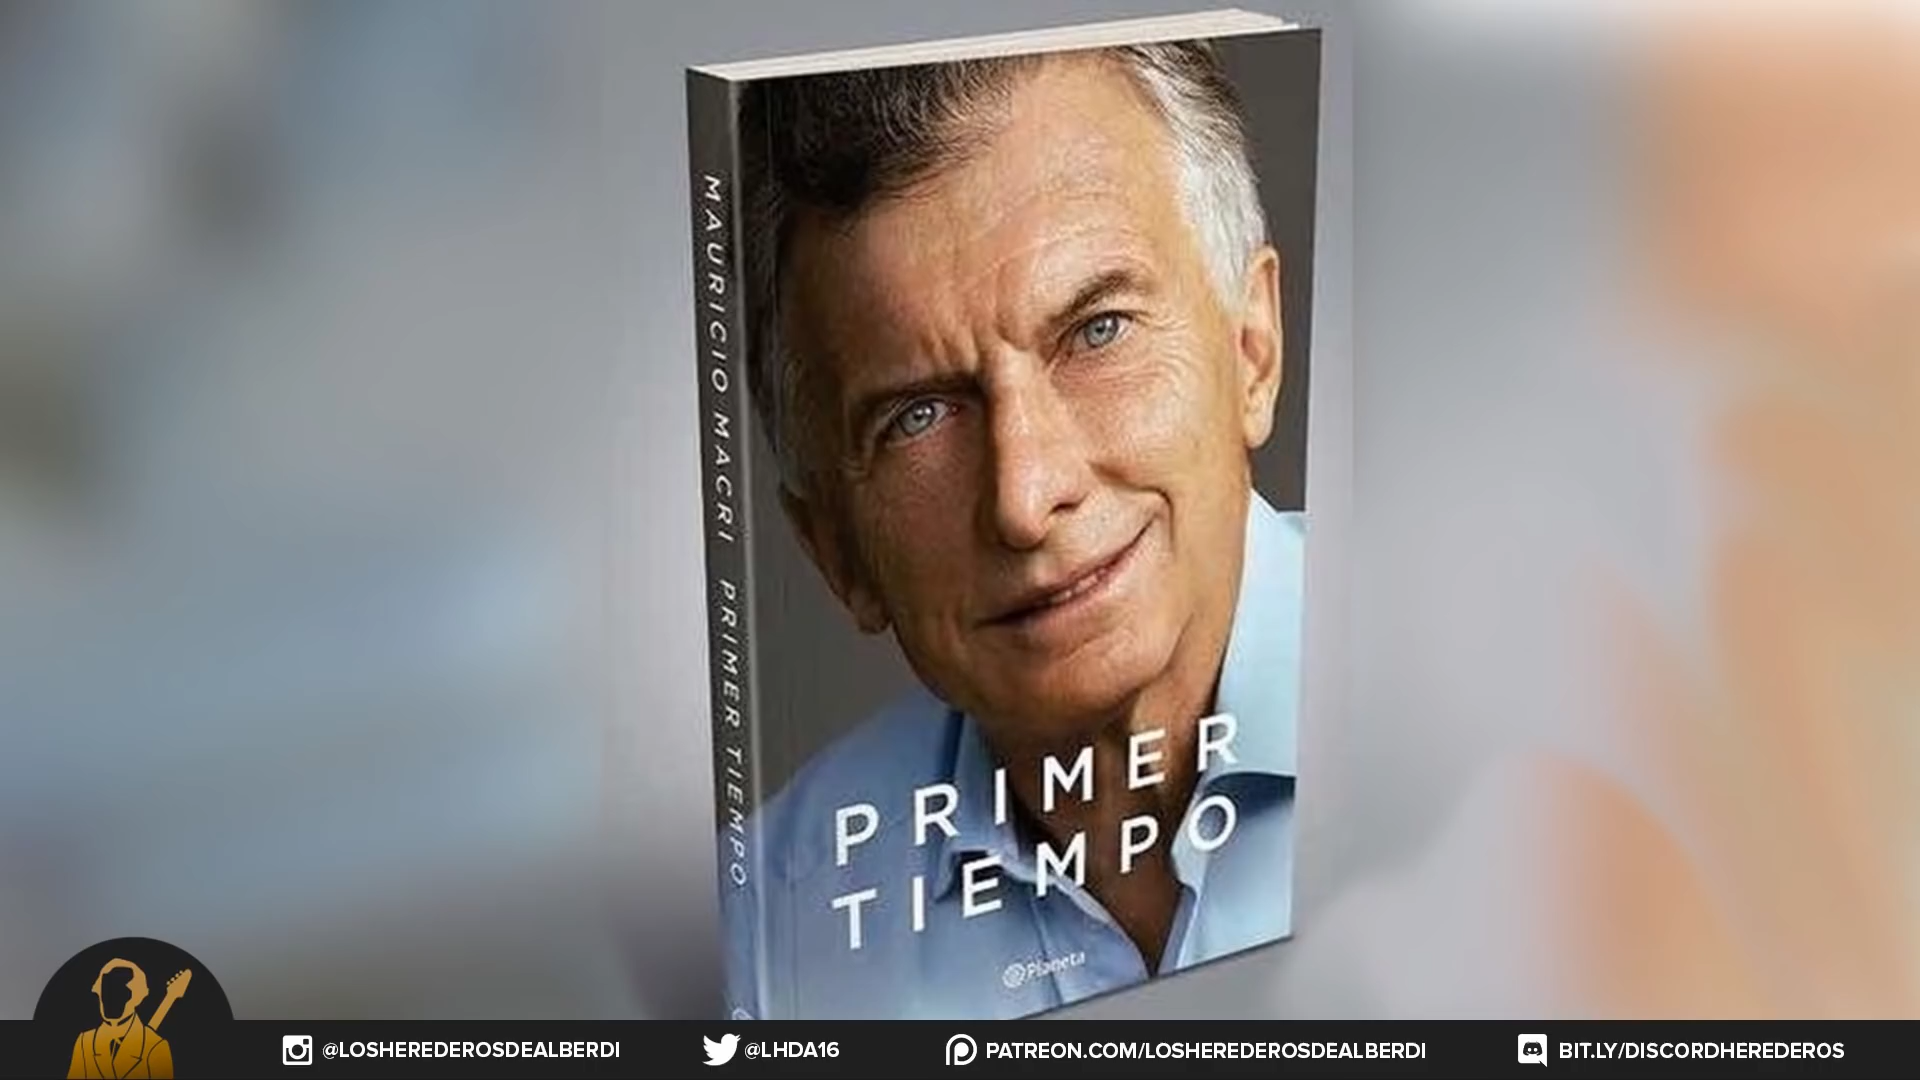 MAURICIO MACRI PRIMER TIEMPO
PRIMER
TIEMPO
Planeta
@LOSHEREDEROSDEALBERDI
@LHDA16
PATREON.COM/LOSHEREDEROSDEALBERDI
BIT.LY/DISCORDHEREDEROS